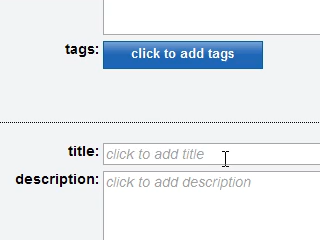 tags: click to add tags
title: click to add title
description: click to add description